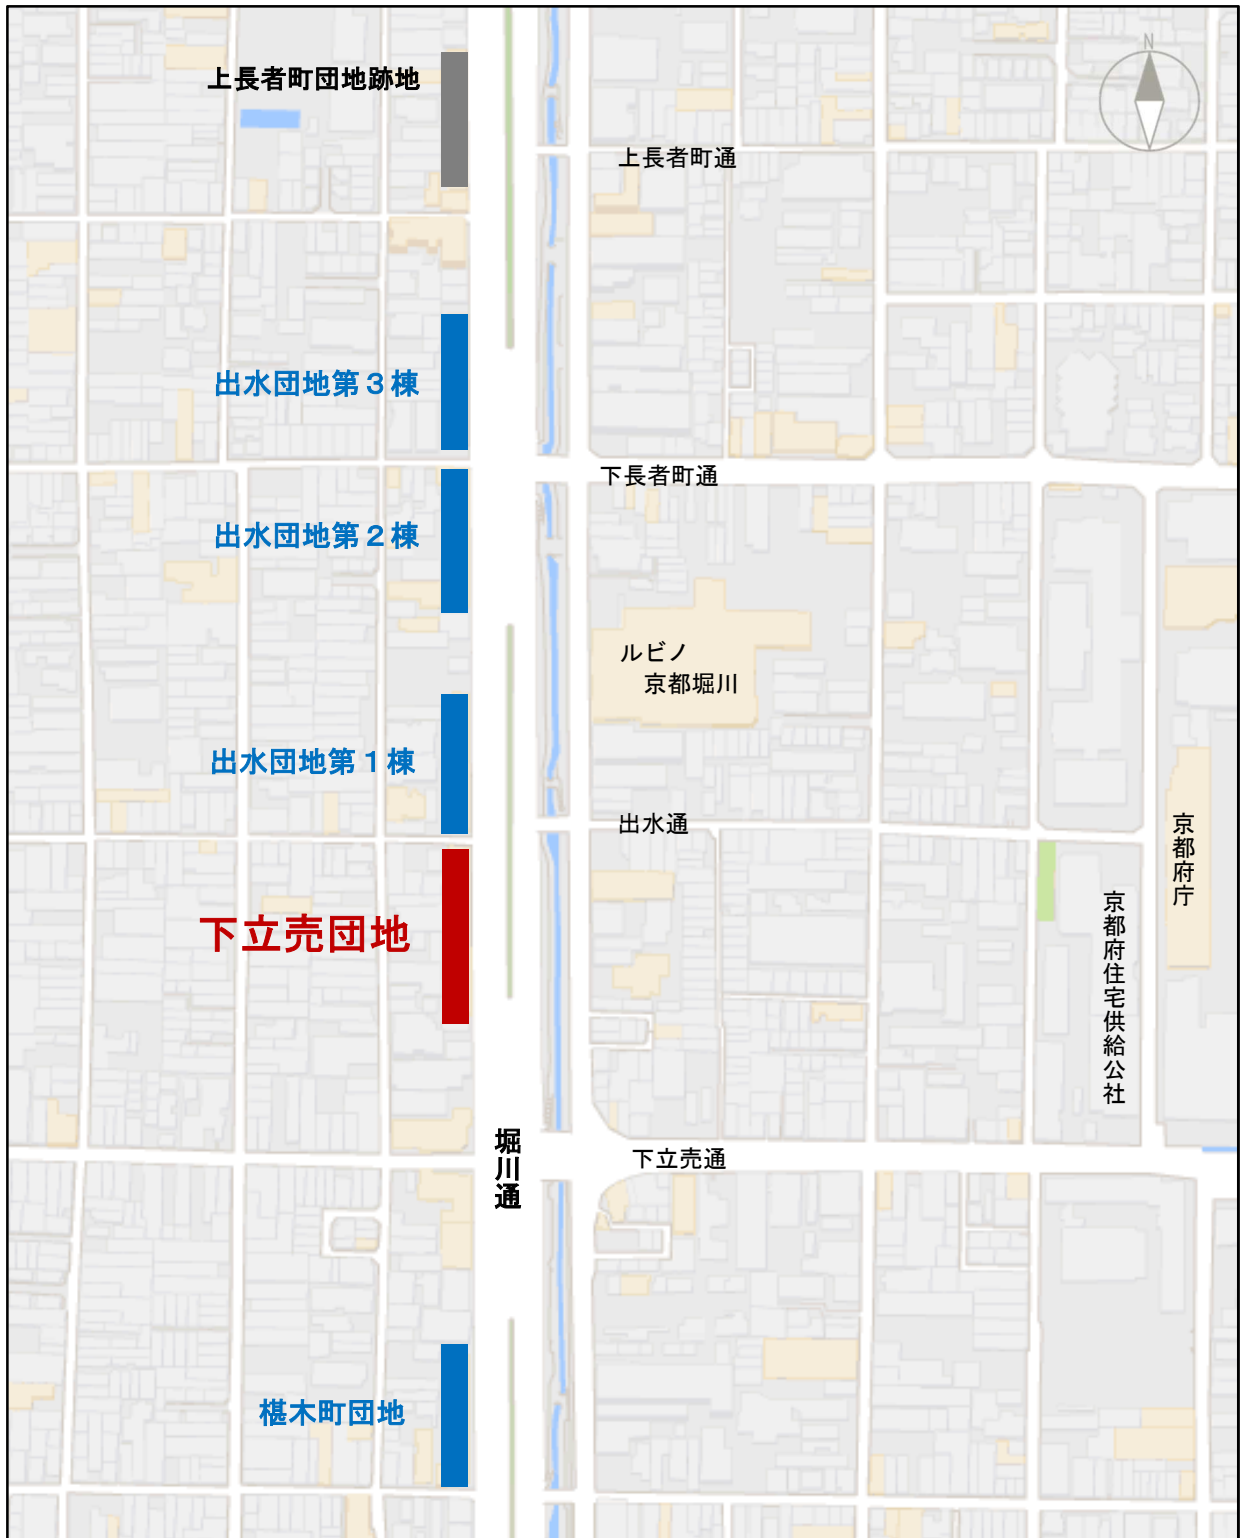 N
上長者町団地跡地
上長者町通
出水団地第３棟
下長者町通
出水団地第２棟
ルビノ
京都堀川
出水団地第１棟
出水通
京都府庁
下立売団地
京都府住宅供給公社
堀川通
下立売通
椹木町団地